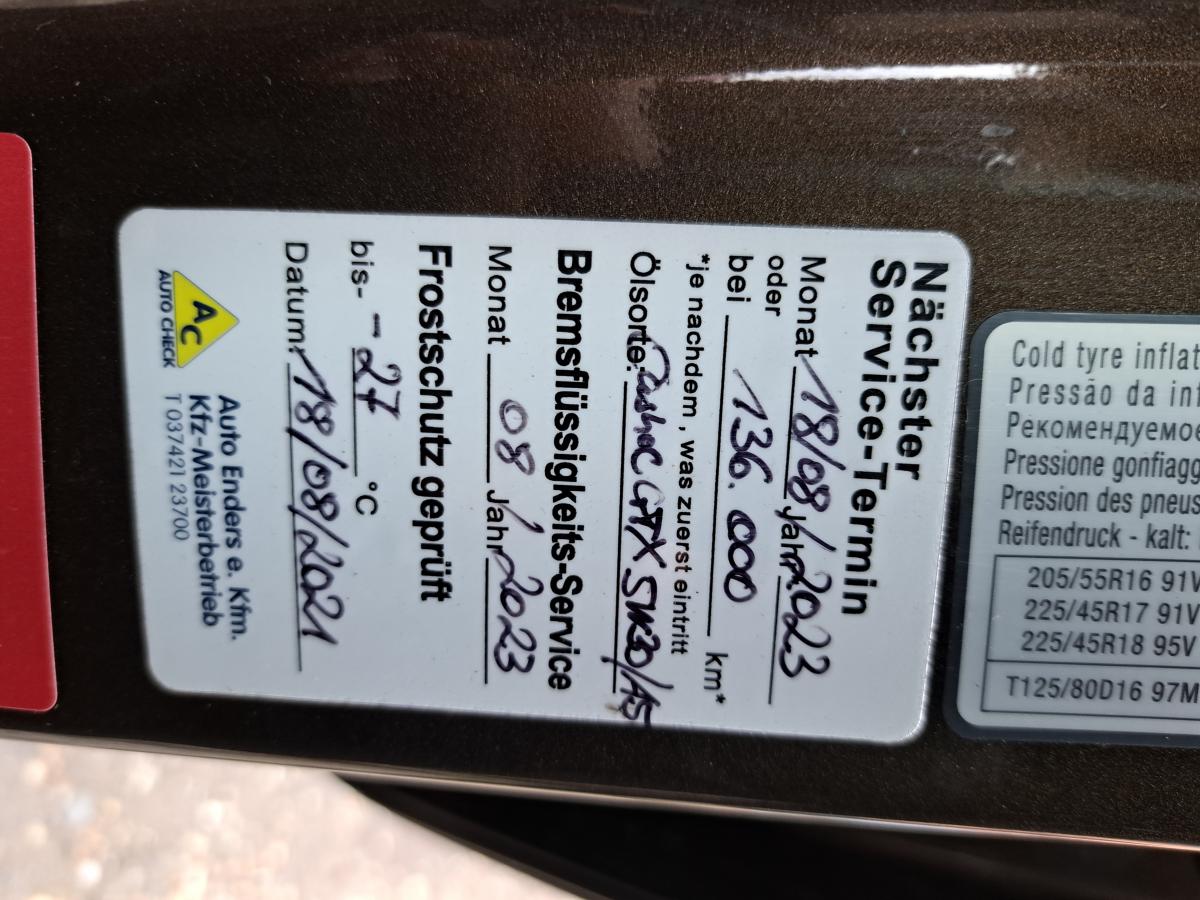 Nächster
Service-Termin
Monat 18/08/ Jahr 2023
oder
bei 136.000 km*
*je nachdem, was zuerst eintritt
Ölsorte: GTX 5W30/A5
Bremsflüssigkeits-Service
Monat 08 Jahr 2023
Frostschutz geprüft
bis- -27 °C
Datum: 18/08/2021
AC
AUTO CHECK
Auto Enders e. Kfm.
Kfz-Meisterbetrieb
T 037421 23700
Cold tyre inflat
Pressão da inf
Рекомендуемое
Pressione gonfiagg
Pression des pneus
Reifendruck - kalt:
205/55R16 91V
225/45R17 91V
225/45R18 95V
T125/80D16 97M